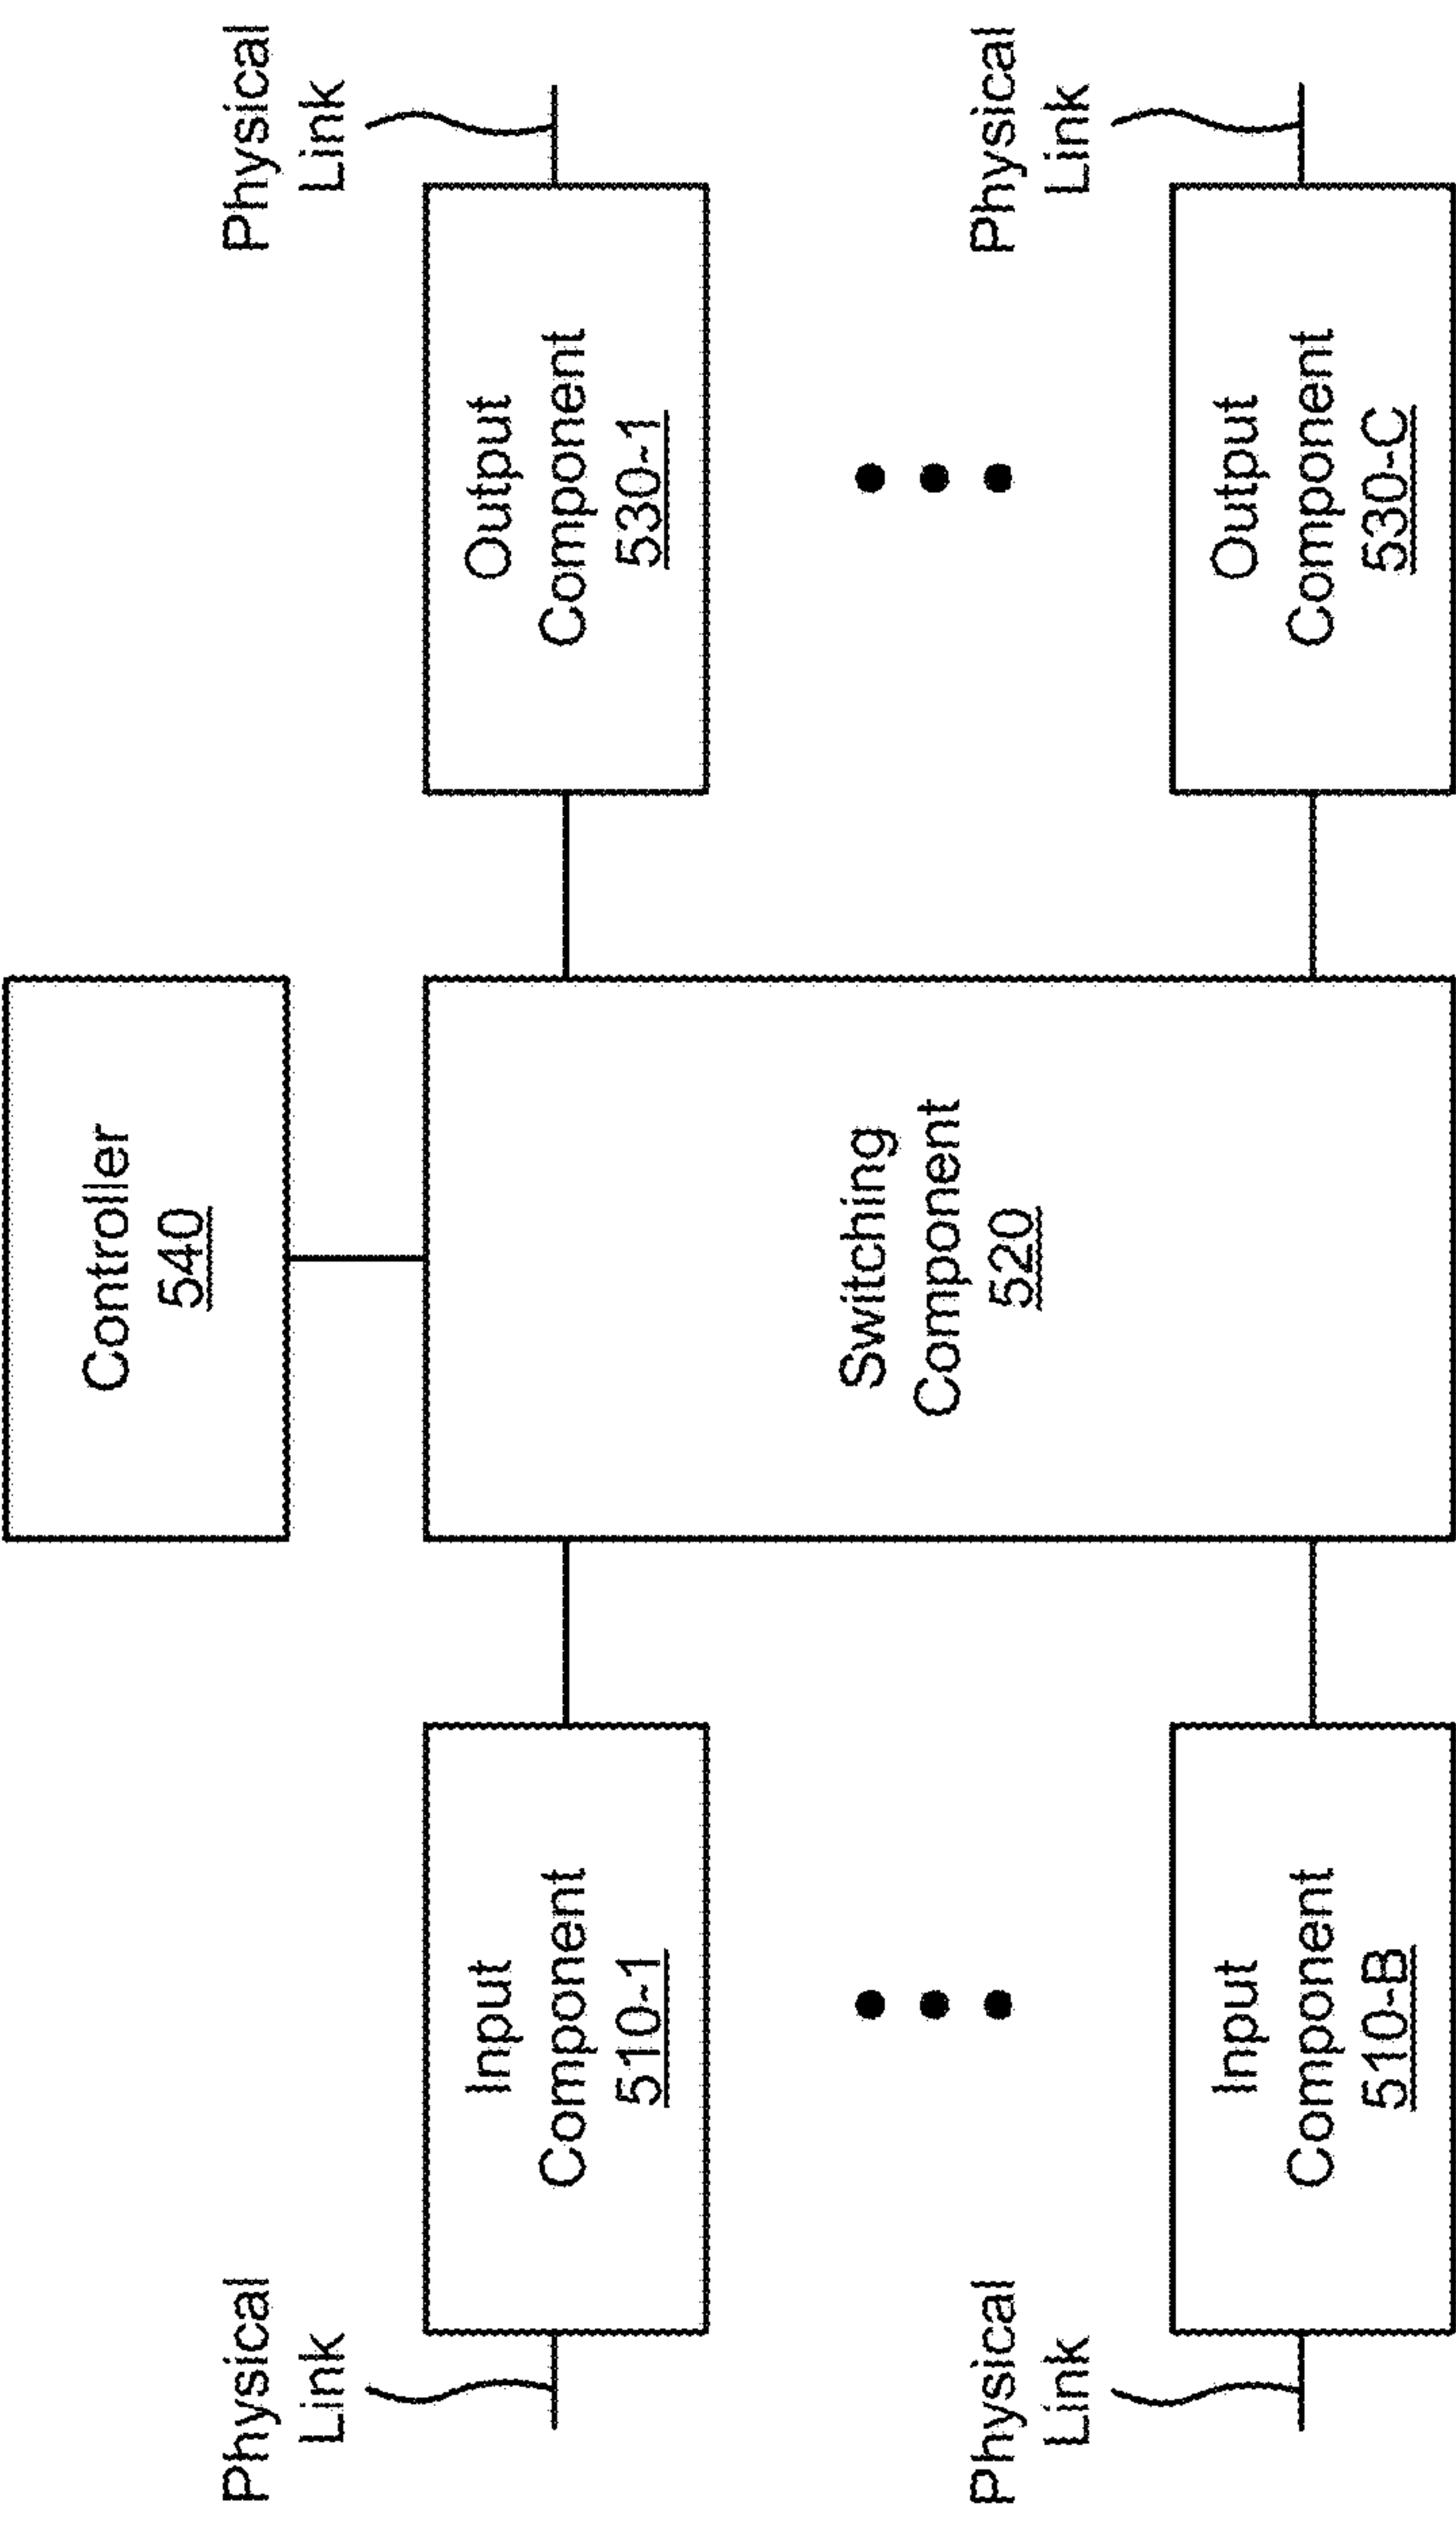 Controller
540
Physical
Link
Input
Component
510-1
Switching
Component
520
Output
Component
530-1
Physical
Link
Physical
Link
Input
Component
510-B
Output
Component
530-C
Physical
Link